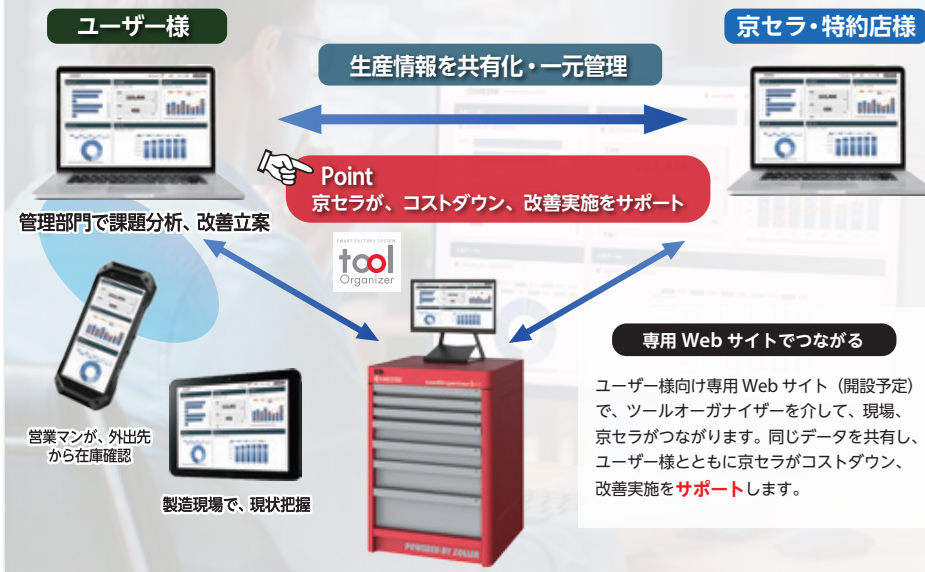 ユーザー様
京セラ・特約店様
生産情報を共有化・一元管理
Point
京セラが、コストダウン、改善実施をサポート
管理部門で課題分析、改善立案
SMART FACTORY SYSTEM
tool
Organizer
営業マンが、外出先
から在庫確認
製造現場で、現状把握
POWERED BY ZOLLER
専用 Web サイトでつながる
ユーザー様向け専用 Web サイト（開設予定）
で、ツールオーガナイザーを介して、現場、
京セラがつながります。同じデータを共有し、
ユーザー様とともに京セラがコストダウン、
改善実施をサポートします。